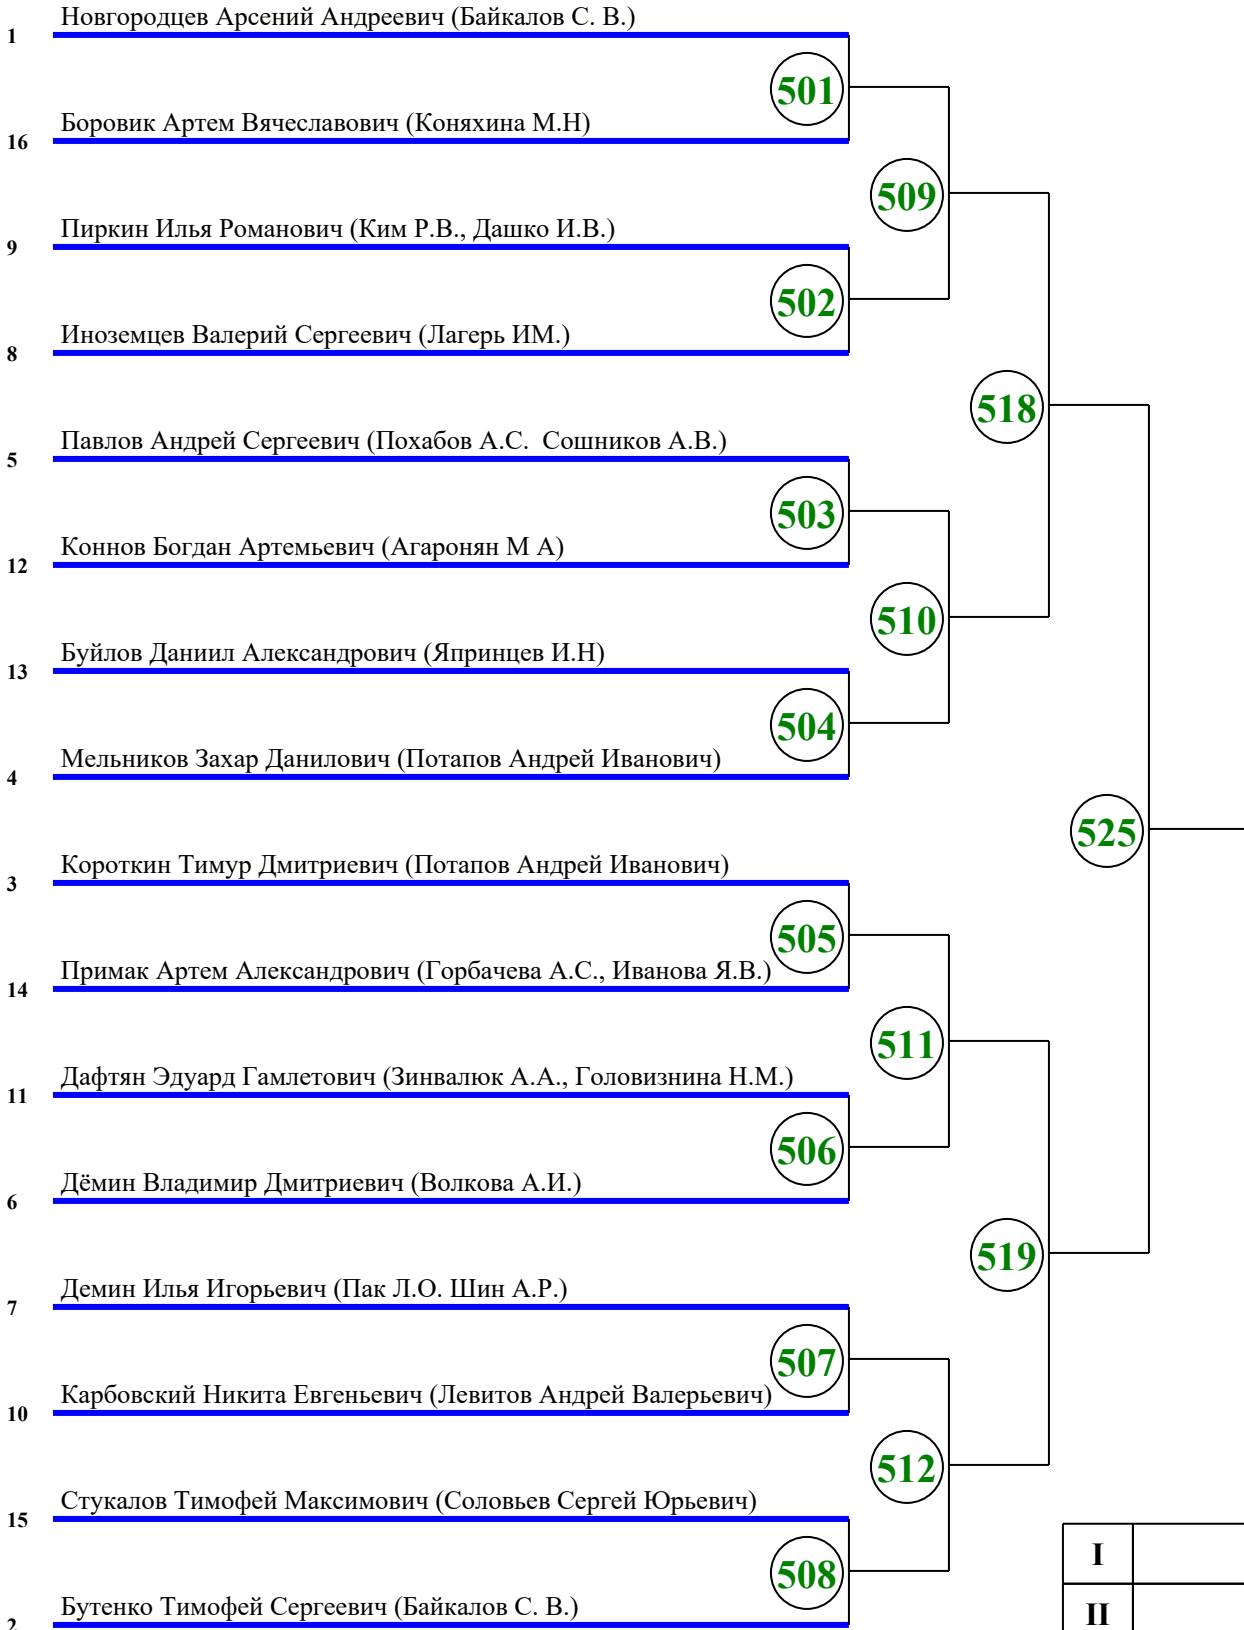 Новгородцев Арсений Андреевич (Байкалов С. В.)
1
501
Боровик Артем Вячеславович (Коняхина М.Н)
16
509
Пиркин Илья Романович (Ким Р.В., Дашко И.В.)
9
502
Иноземцев Валерий Сергеевич (Лагерь ИМ.)
8
518
Павлов Андрей Сергеевич (Похабов А.С.  Сошников А.В.)
5
503
Коннов Богдан Артемьевич (Агаронян М А)
12
510
Буйлов Даниил Александрович (Япринцев И.Н)
13
504
Мельников Захар Данилович (Потапов Андрей Иванович)
4
525
Короткин Тимур Дмитриевич (Потапов Андрей Иванович)
3
505
Примак Артем Александрович (Горбачева А.С., Иванова Я.В.)
14
511
Дафтян Эдуард Гамлетович (Зинвалюк А.А., Головизнина Н.М.)
11
506
Дёмин Владимир Дмитриевич (Волкова А.И.)
6
519
Демин Илья Игорьевич (Пак Л.О. Шин А.Р.)
7
507
Карбовский Никита Евгеньевич (Левитов Андрей Валерьевич)
10
512
Стукалов Тимофей Максимович (Соловьев Сергей Юрьевич)
15
I
508
Бутенко Тимофей Сергеевич (Байкалов С. В.)
2
II